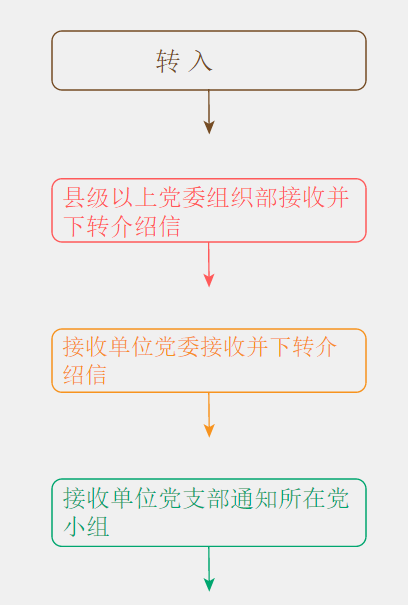 转 入
县级以上党委组织部接收并
下转介绍信
接收单位党委接收并下转介
绍信
接收单位党支部通知所在党
小组